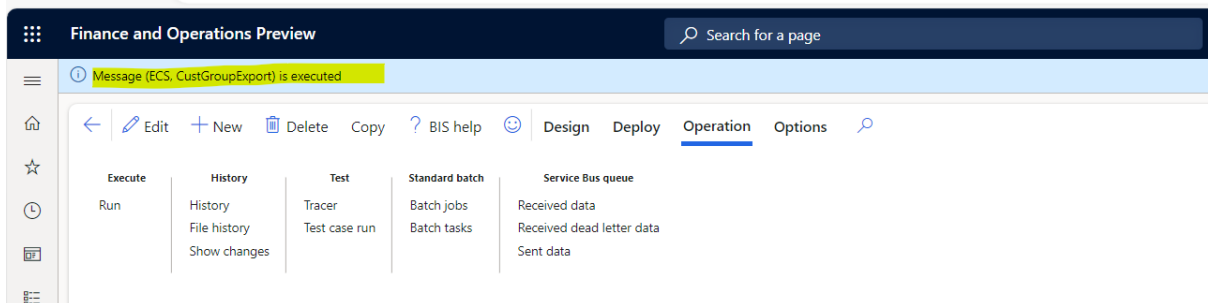 Finance and Operations Preview
Search for a page
Message (ECS, CustGroupExport) is executed
Edit New Delete Copy ? BIS help Design Deploy Operation Options
Execute History Test Standard batch Service Bus queue
Run History Tracer Batch jobs Received data
File history Test case run Batch tasks Received dead letter data
Show changes Sent data